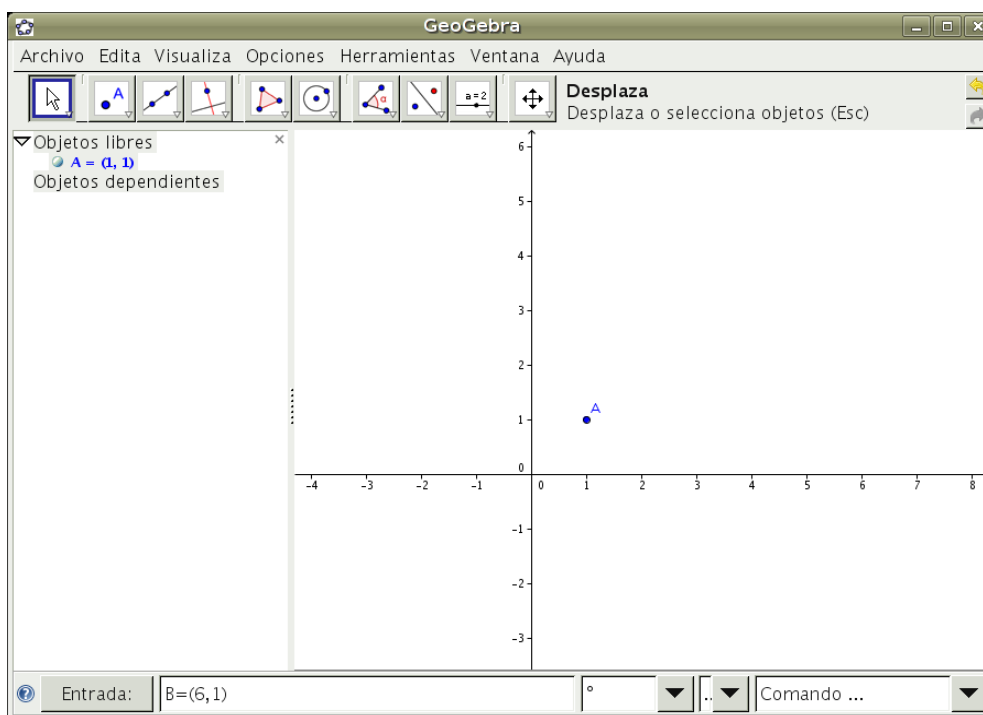 GeoGebra
Archivo Edita Visualiza Opciones Herramientas Ventana Ayuda
A α a=2 Desplaza
Desplaza o selecciona objetos (Esc)
Objetos libres
A = (1, 1)
Objetos dependientes
6
5
4
3
2
A
1
0
-4 -3 -2 -1 0 1 2 3 4 5 6 7 8
-1
-2
-3
Entrada: B=(6,1) ° .. Comando ...